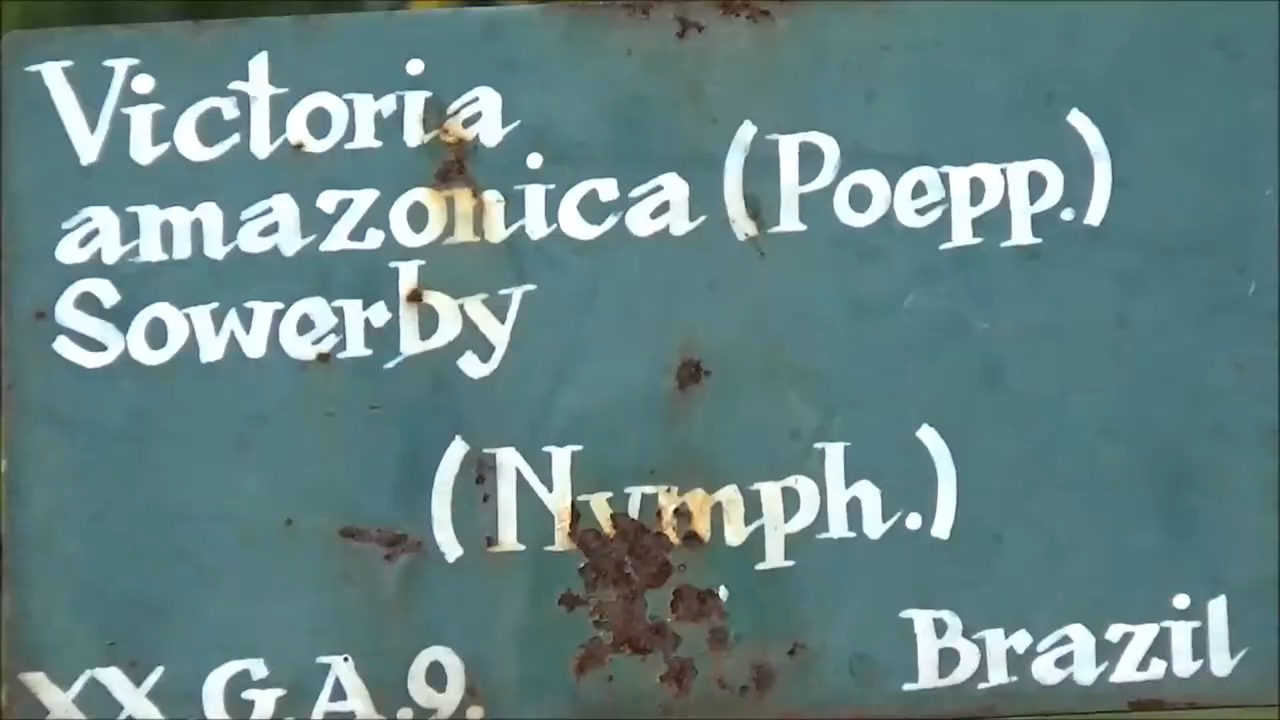 Victoria
amazonica (Poepp.)
Sowerby
(Nymph.)
Brazil
XX.G.A.9.